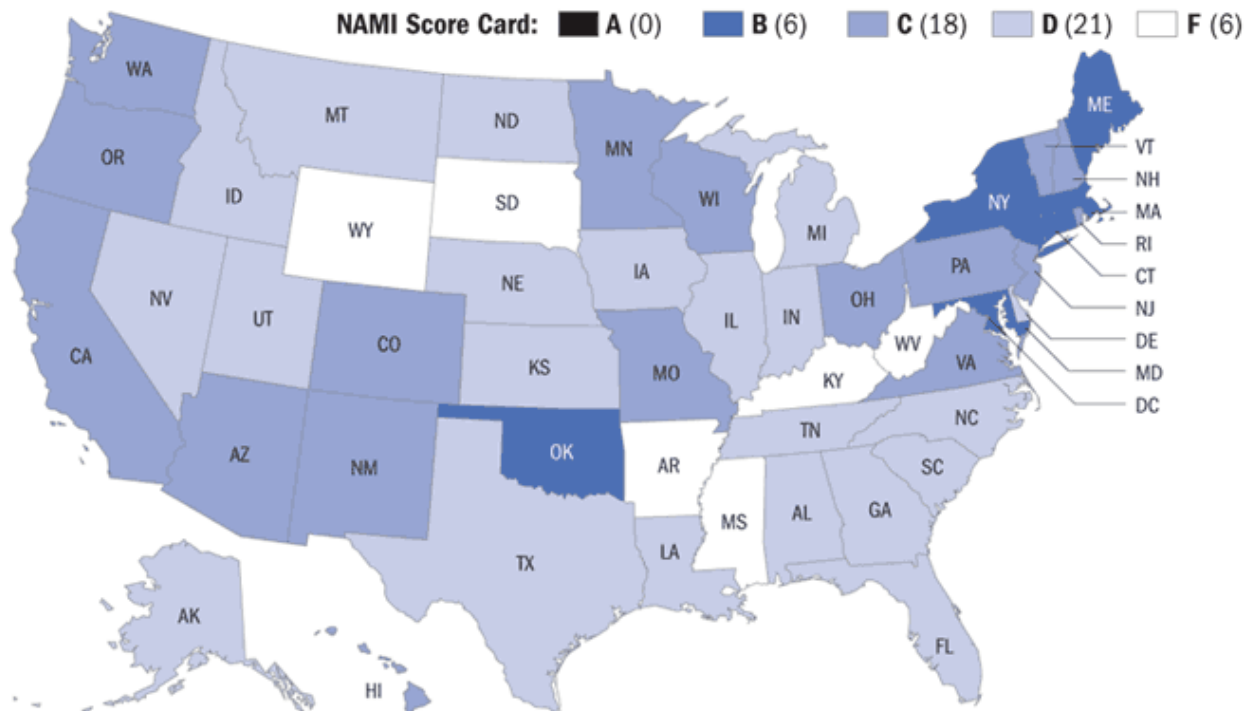 NAMI Score Card: A (0) B (6) C (18) D (21) F (6)
WA
ME
MT
ND
VT
OR
MN
NH
ID
SD
WI
NY
MA
WY
MI
RI
PA
IA
CT
NE
NV
OH
NJ
UT
IL
IN
DE
CO
WV
CA
KS
MO
VA
MD
KY
DC
NC
TN
AZ
OK
NM
AR
SC
MS
AL
GA
LA
TX
AK
FL
HI